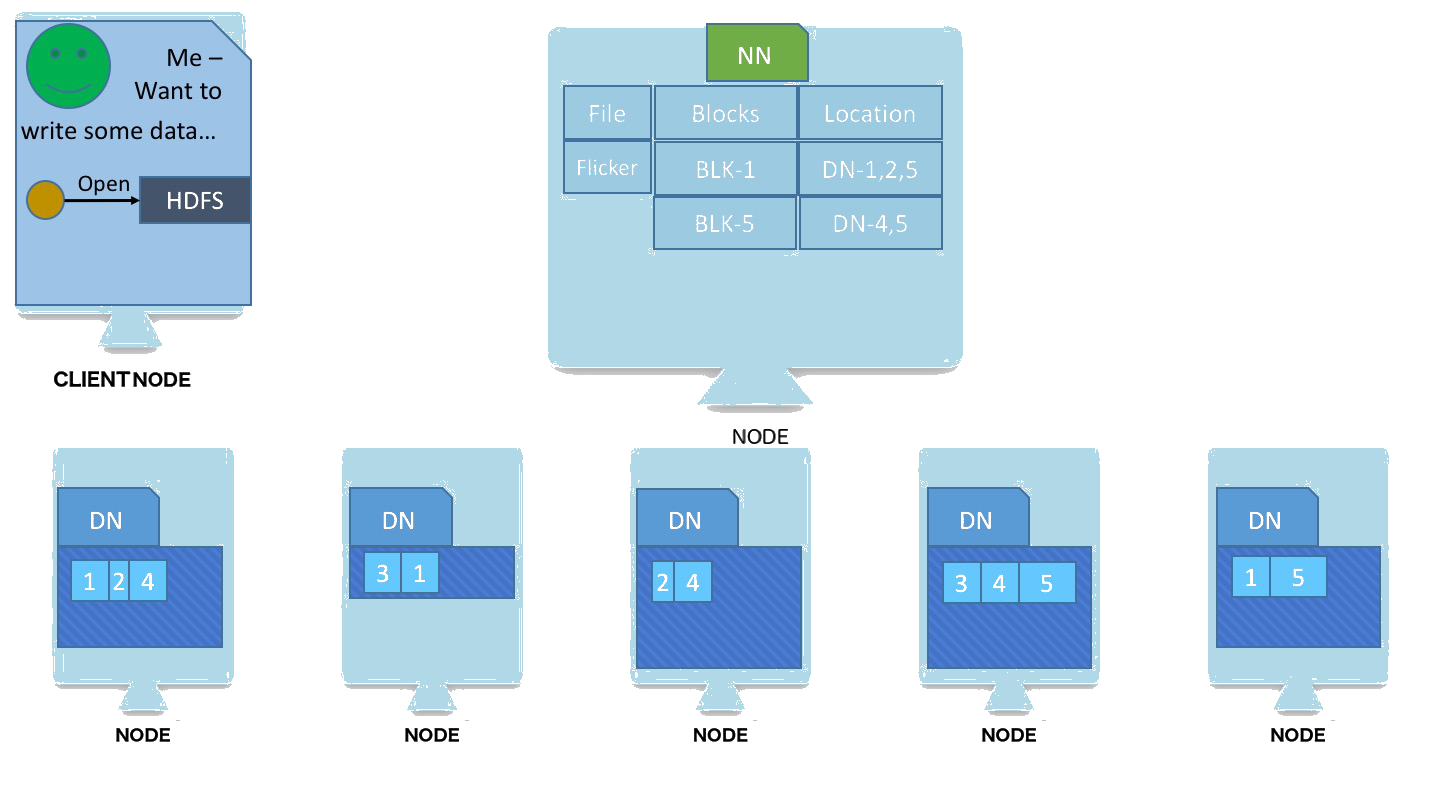 Me –
Want to
write some data...
Open
HDFS
CLIENT NODE
NN
File Blocks Location
Flicker BLK-1 DN-1,2,5
BLK-5 DN-4,5
NODE
DN
1 2 4
NODE
DN
3 1
NODE
DN
2 4
NODE
DN
3 4 5
NODE
DN
1 5
NODE